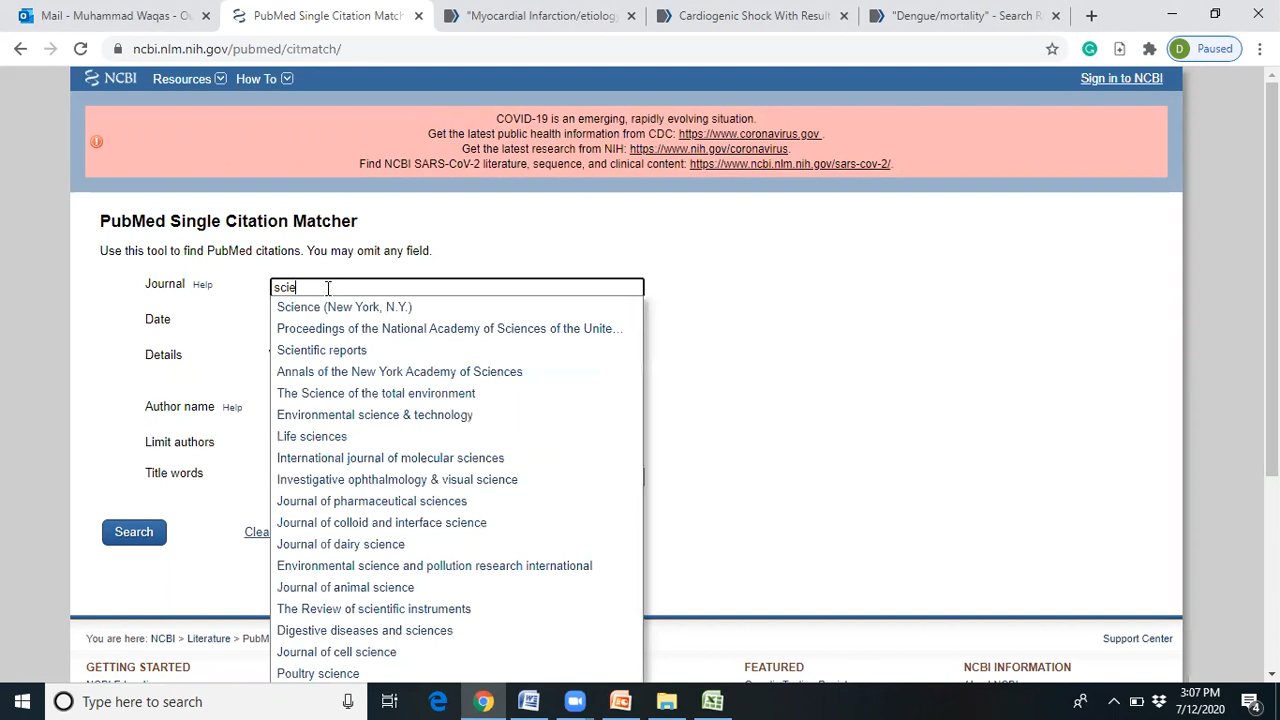 Mail - Muhammad Waqas - Ou
PubMed Single Citation Match
"Myocardial Infarction/etiology
Cardiogenic Shock With Result
"Dengue/mortality" - Search R
ncbi.nlm.nih.gov/pubmed/citmatch/
D Paused
NCBI Resources How To Sign in to NCBI
COVID-19 is an emerging, rapidly evolving situation.
Get the latest public health information from CDC: https://www.coronavirus.gov .
Get the latest research from NIH: https://www.nih.gov/coronavirus.
Find NCBI SARS-CoV-2 literature, sequence, and clinical content: https://www.ncbi.nlm.nih.gov/sars-cov-2/.
PubMed Single Citation Matcher
Use this tool to find PubMed citations. You may omit any field.
Journal Help scie
Science (New York, N.Y.)
Date
Proceedings of the National Academy of Sciences of the Unite...
Scientific reports
Details
Annals of the New York Academy of Sciences
The Science of the total environment
Author name Help
Environmental science & technology
Life sciences
Limit authors
International journal of molecular sciences
Title words
Investigative ophthalmology & visual science
Journal of pharmaceutical sciences
Journal of colloid and interface science
Search Clea
Journal of dairy science
Environmental science and pollution research international
Journal of animal science
The Review of scientific instruments
Digestive diseases and sciences
You are here: NCBI > Literature > PubM Support Center
Journal of cell science
GETTING STARTED FEATURED NCBI INFORMATION
Poultry science
Type here to search
3:07 PM
7/12/2020
4